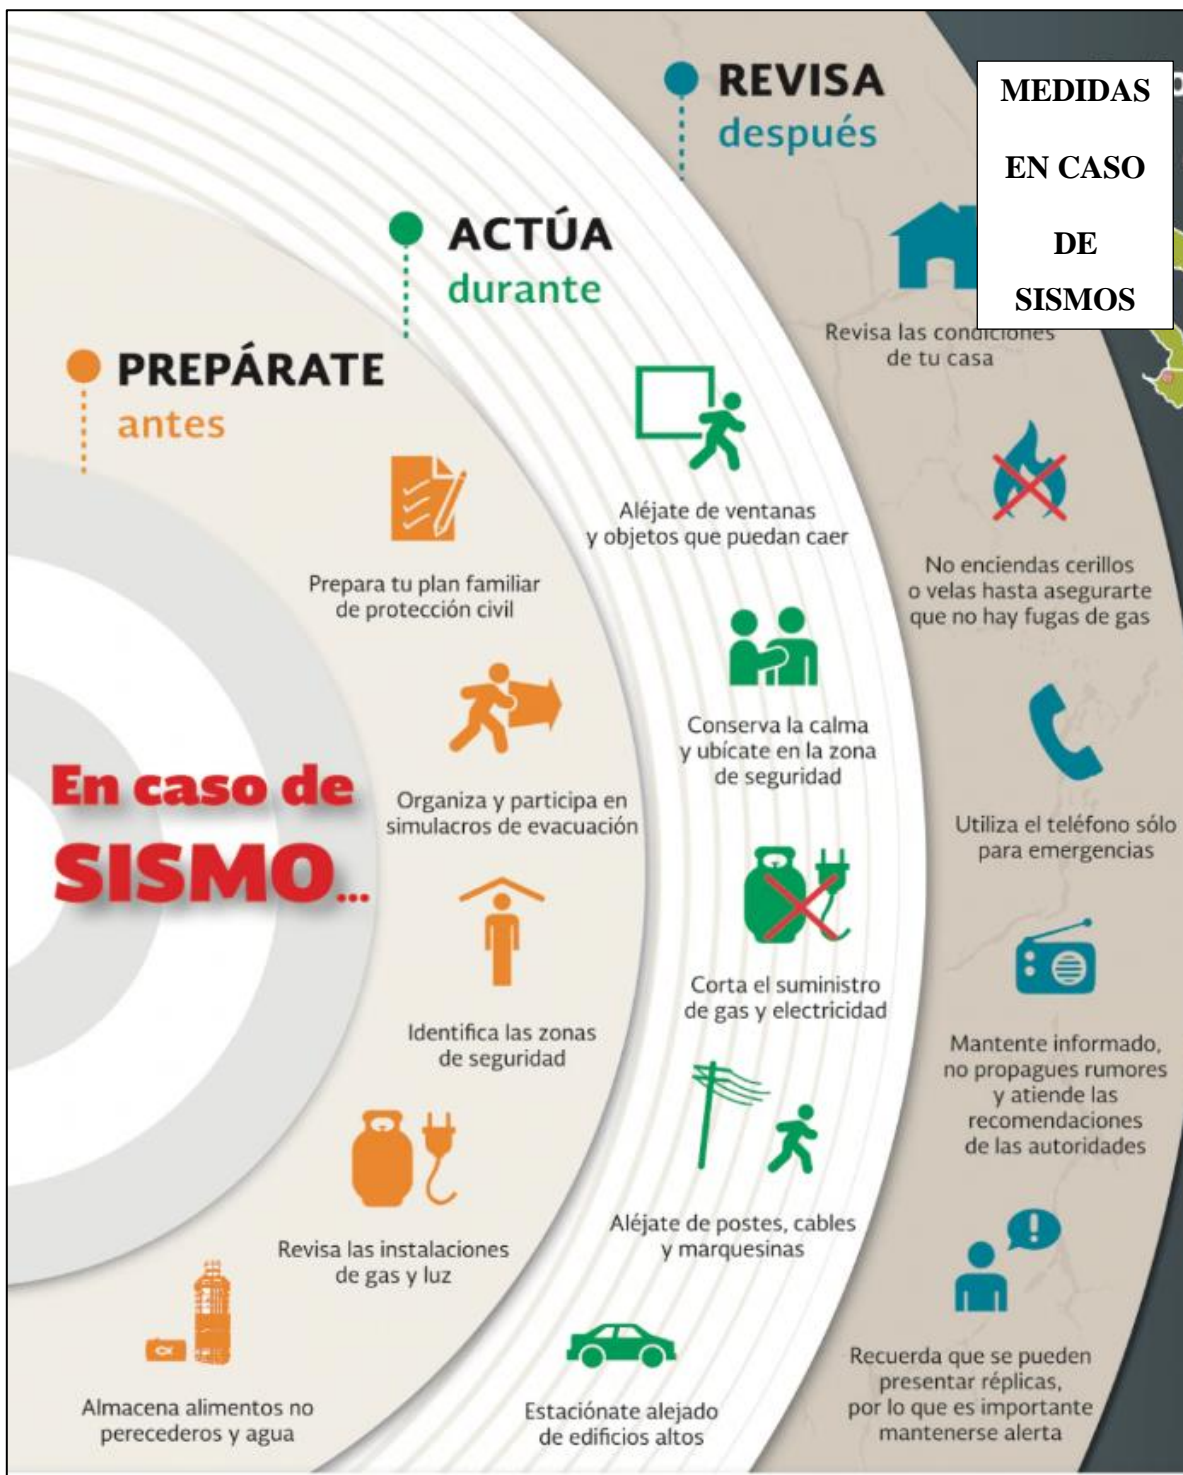 MEDIDAS
EN CASO
DE
SISMOS
En caso de
SISMO...
PREPÁRATE
antes
Prepara tu plan familiar
de protección civil
Organiza y participa en
simulacros de evacuación
Identifica las zonas
de seguridad
Revisa las instalaciones
de gas y luz
Almacena alimentos no
perecederos y agua
ACTÚA
durante
Aléjate de ventanas
y objetos que puedan caer
Conserva la calma
y ubícate en la zona
de seguridad
Corta el suministro
de gas y electricidad
Aléjate de postes, cables
y marquesinas
Estaciónate alejado
de edificios altos
REVISA
después
Revisa las condiciones
de tu casa
No enciendas cerillos
o velas hasta asegurarte
que no hay fugas de gas
Utiliza el teléfono sólo
para emergencias
Mantente informado,
no propagues rumores
y atiende las
recomendaciones
de las autoridades
Recuerda que se pueden
presentar réplicas,
por lo que es importante
mantenerse alerta